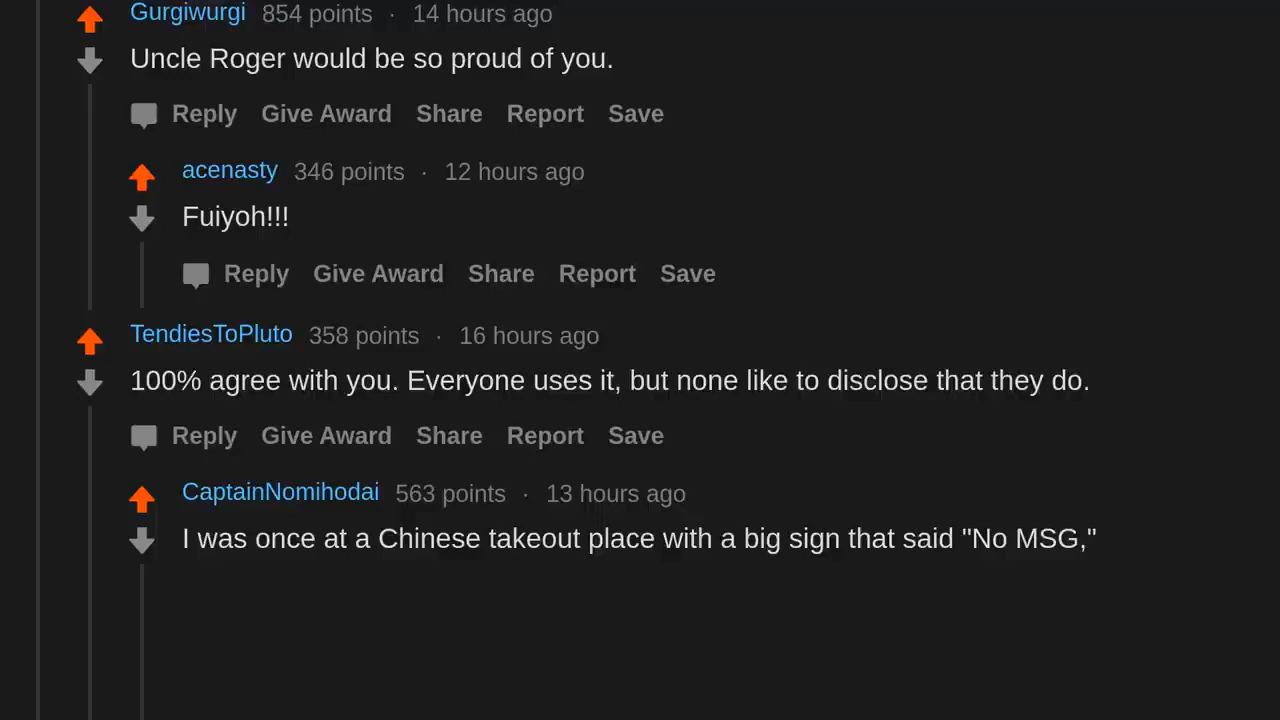 Gurgiwurgi 854 points · 14 hours ago
Uncle Roger would be so proud of you.
Reply Give Award Share Report Save
acenasty 346 points · 12 hours ago
Fuiyoh!!!
Reply Give Award Share Report Save
TendiesToPluto 358 points · 16 hours ago
100% agree with you. Everyone uses it, but none like to disclose that they do.
Reply Give Award Share Report Save
CaptainNomihodai 563 points · 13 hours ago
I was once at a Chinese takeout place with a big sign that said "No MSG,"